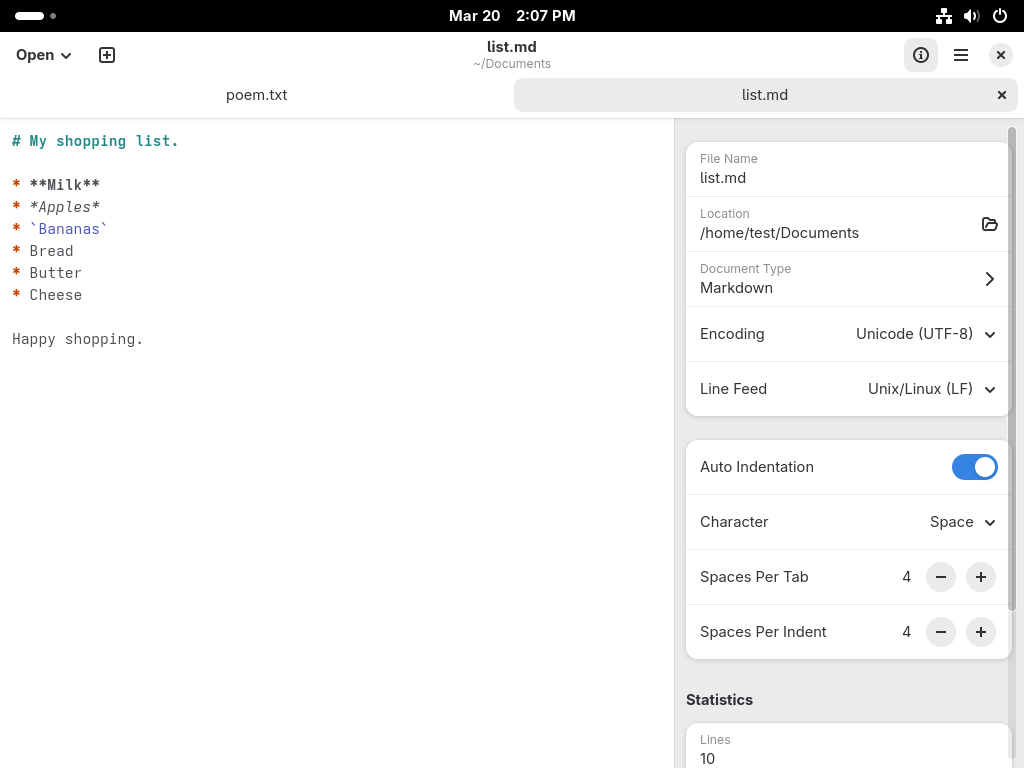 Mar 20 2:07 PM
Open
list.md
~/Documents
poem.txt
list.md
# My shopping list.
* **Milk**
* *Apples*
* `Bananas`
* Bread
* Butter
* Cheese
Happy shopping.
File Name
list.md
Location
/home/test/Documents
Document Type
Markdown
Encoding Unicode (UTF-8)
Line Feed Unix/Linux (LF)
Auto Indentation
Character Space
Spaces Per Tab 4
Spaces Per Indent 4
Statistics
Lines
10